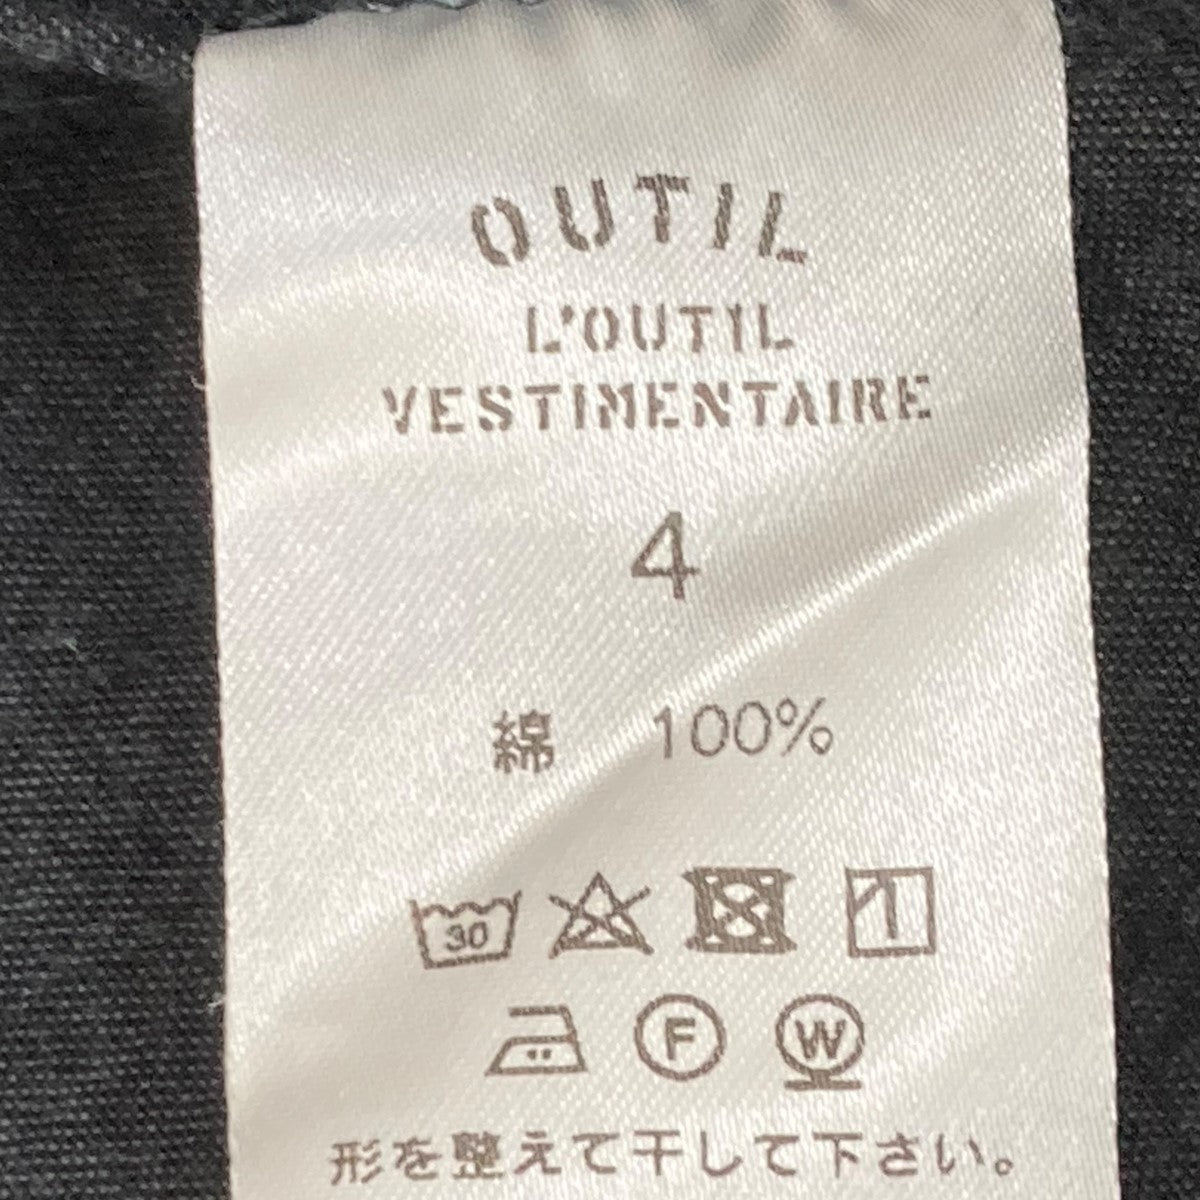 OUTIL
L'OUTIL
VESTIMENTAIRE
4
綿 100%
30
F W
形を整えて干して下さい。